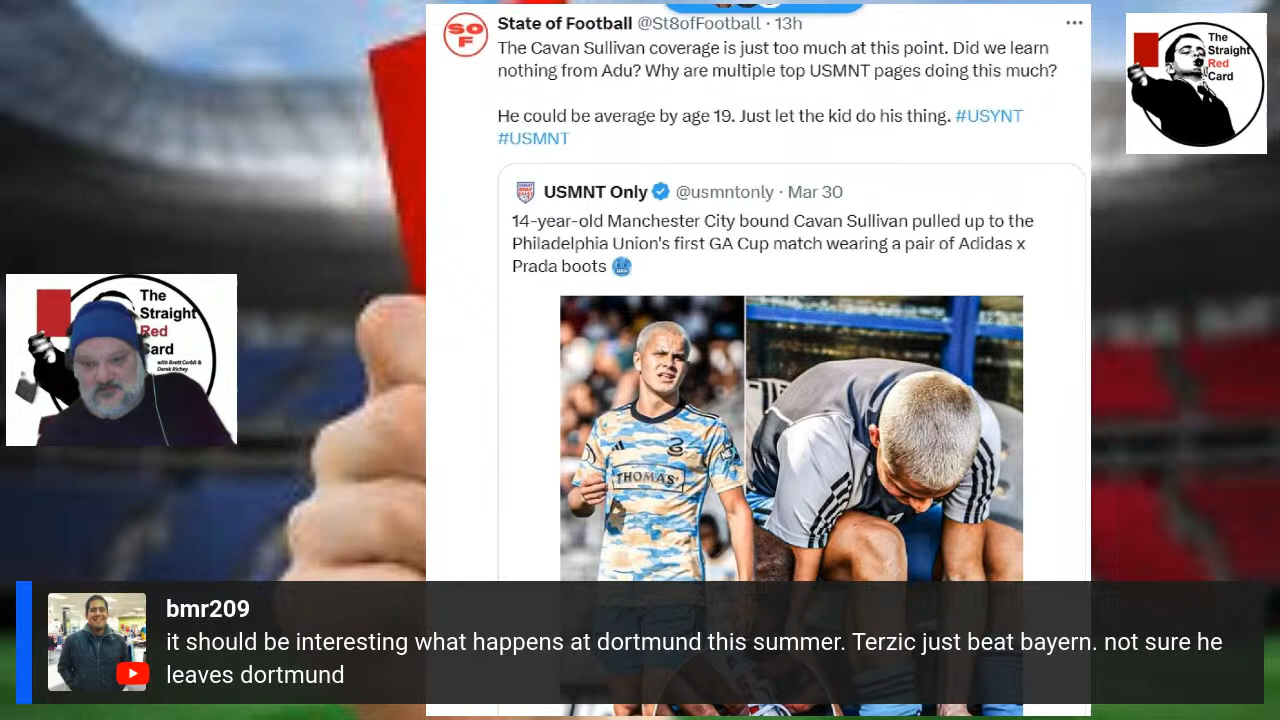 State of Football @St8ofFootball · 13h
The Cavan Sullivan coverage is just too much at this point. Did we learn
nothing from Adu? Why are multiple top USMNT pages doing this much?
He could be average by age 19. Just let the kid do his thing. #USYNT
#USMNT
SO
F
USMNT Only @usmntonly · Mar 30
14-year-old Manchester City bound Cavan Sullivan pulled up to the
Philadelphia Union's first GA Cup match wearing a pair of Adidas x
Prada boots
THOMAS'
The
Straight
Red
Card
The
Straight
Red
Card
with Brett Corbit &
Derek Richey
bmr209
it should be interesting what happens at dortmund this summer. Terzic just beat bayern. not sure he
leaves dortmund